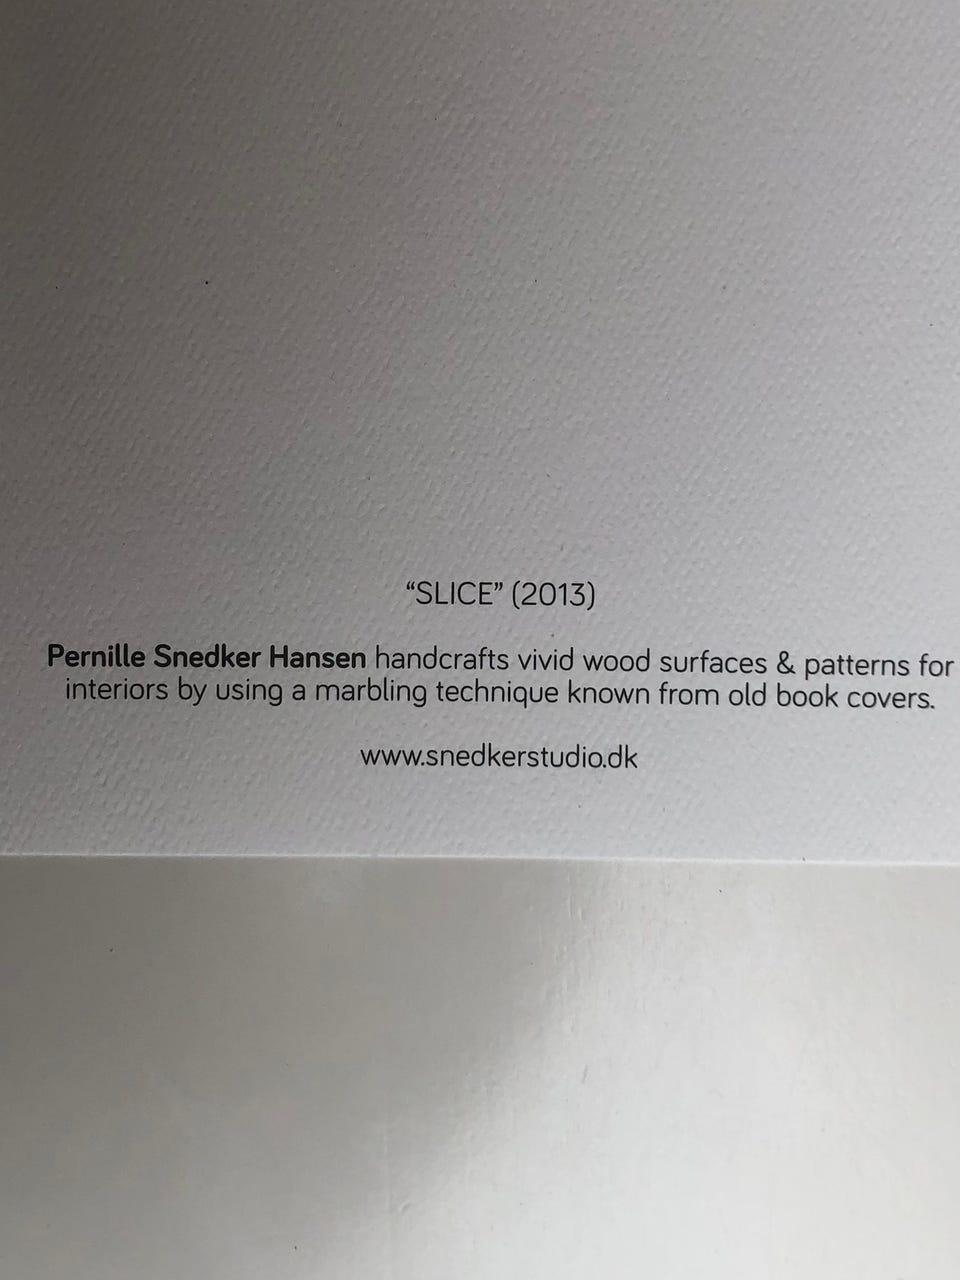 “SLICE” (2013)
Pernille Snedker Hansen handcrafts vivid wood surfaces & patterns for
interiors by using a marbling technique known from old book covers.
www.snedkerstudio.dk